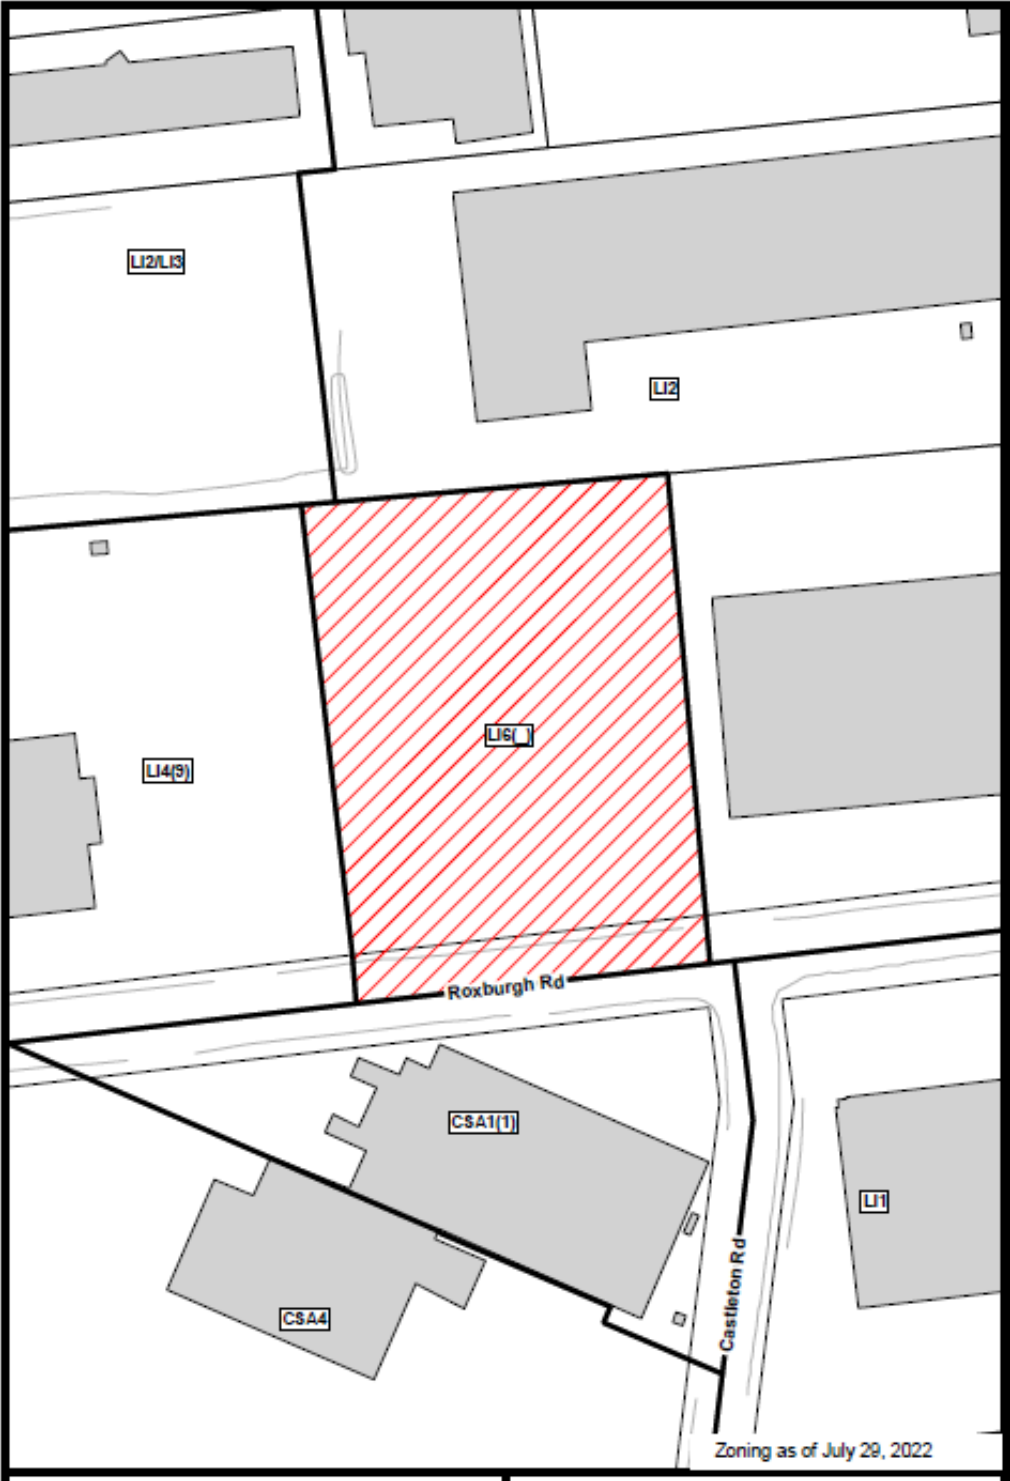 LI2/LI3
LI2
LI6(_)
LI4(9)
Roxburgh Rd
CSA1(1)
LI1
Castleton Rd
CSA4
Zoning as of July 29, 2022